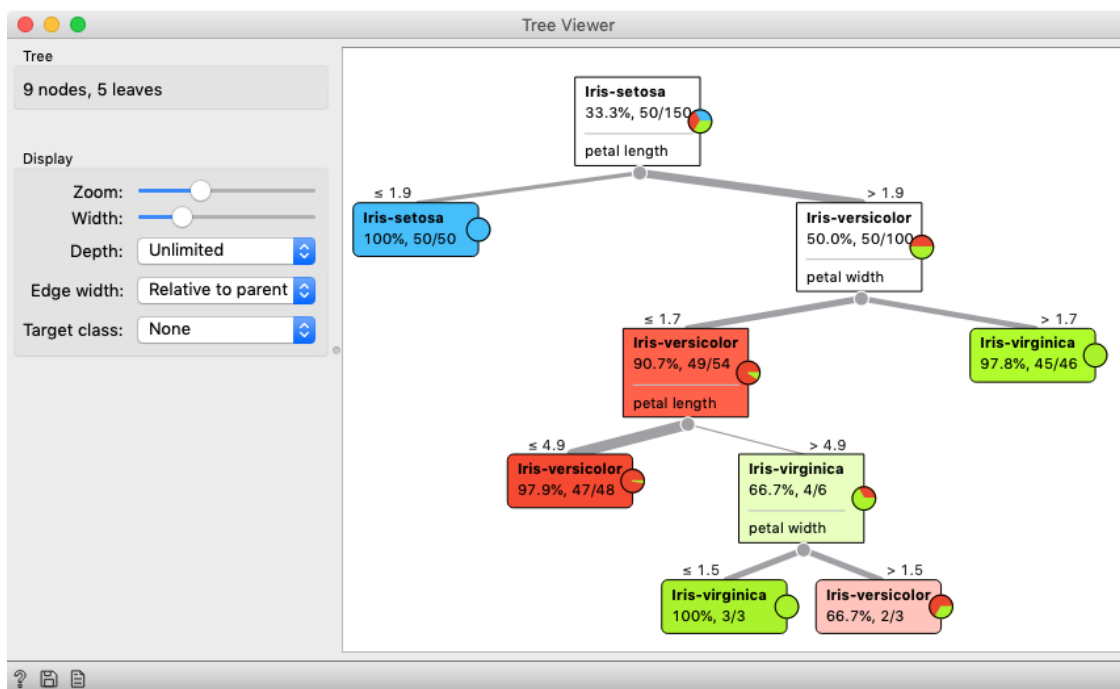 Tree Viewer
Tree
9 nodes, 5 leaves
Display
Zoom:
Width:
Depth: Unlimited
Edge width: Relative to parent
Target class: None
Iris-setosa
33.3%, 50/150
petal length
≤ 1.9
> 1.9
Iris-setosa
100%, 50/50
Iris-versicolor
50.0%, 50/100
petal width
≤ 1.7
> 1.7
Iris-versicolor
90.7%, 49/54
petal length
Iris-virginica
97.8%, 45/46
≤ 4.9
> 4.9
Iris-versicolor
97.9%, 47/48
Iris-virginica
66.7%, 4/6
petal width
≤ 1.5
> 1.5
Iris-virginica
100%, 3/3
Iris-versicolor
66.7%, 2/3
?